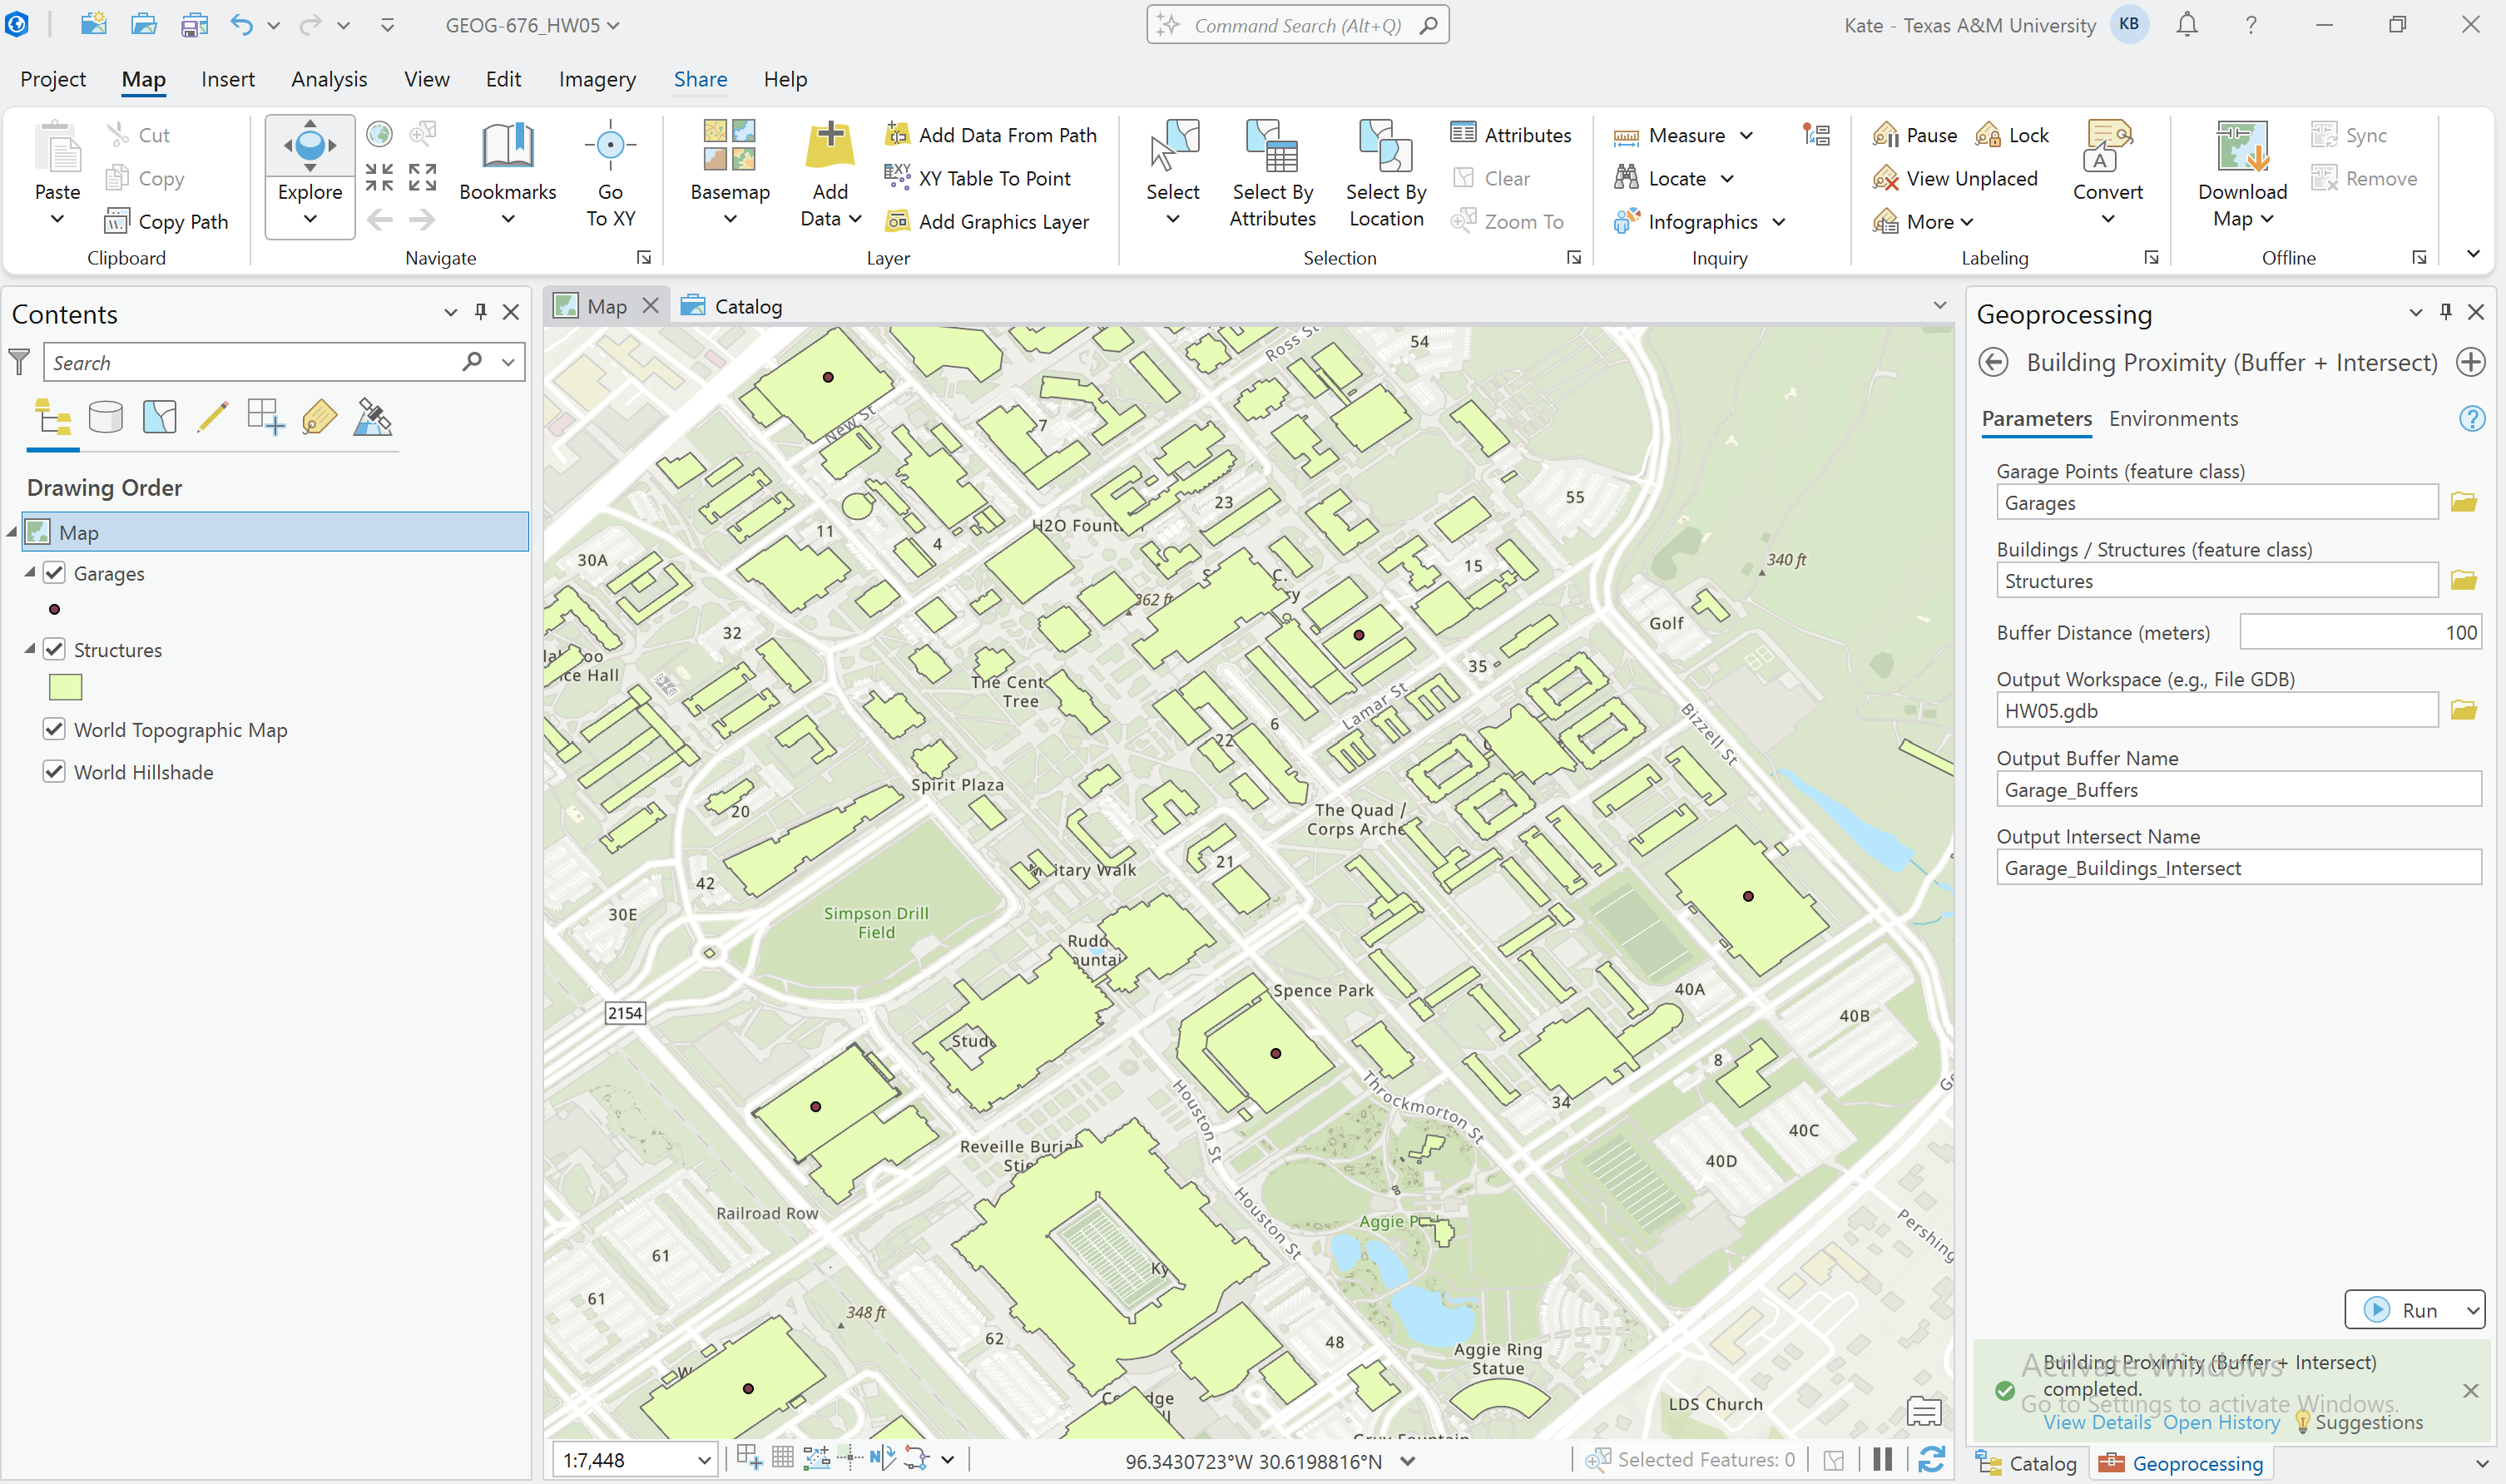 GEOG-676_HW05
Command Search (Alt+Q)
Kate - Texas A&M University
KB
?
Project
Map
Insert
Analysis
View
Edit
Imagery
Share
Help
Paste
Cut
Copy
Copy Path
Clipboard
Explore
Bookmarks
Go
To XY
Navigate
Basemap
Add
Data
Add Data From Path
XY Table To Point
Add Graphics Layer
Layer
Select
Select By
Attributes
Select By
Location
Attributes
Clear
Zoom To
Selection
Measure
Locate
Infographics
Inquiry
Pause
Lock
View Unplaced
More
Convert
Labeling
Download
Map
Sync
Remove
Offline
Contents
Search
Drawing Order
Map
Garages
Structures
World Topographic Map
World Hillshade
Map
Catalog
Ross St
54
New St
7
55
23
H2O Fount
11
4
30A
340 ft
15
362 ft
32
Golf
35
The Cent
Tree
ce Hall
Lamar St
6
22
Bizzell St
Spirit Plaza
20
The Quad /
Corps Arche
21
itary Walk
42
30E
Simpson Drill
Field
Rudd
ountai
Spence Park
40A
40B
2154
Stud
8
34
Houston St
Throckmorton St
Reveille Burial
40C
40D
Railroad Row
Houston St
Aggie P
Pershing
61
Ky
61
348 ft
62
48
Aggie Ring
Statue
LDS Church
1:7,448
96.3430723°W 30.6198816°N
Selected Features: 0
Geoprocessing
Building Proximity (Buffer + Intersect)
Parameters
Environments
?
Garage Points (feature class)
Garages
Buildings / Structures (feature class)
Structures
Buffer Distance (meters)
100
Output Workspace (e.g., File GDB)
HW05.gdb
Output Buffer Name
Garage_Buffers
Output Intersect Name
Garage_Buildings_Intersect
Run
Building Proximity (Buffer + Intersect)
completed.
View Details
Open History
Suggestions
Activate Windows
Go to Settings to activate Windows.
Catalog
Geoprocessing